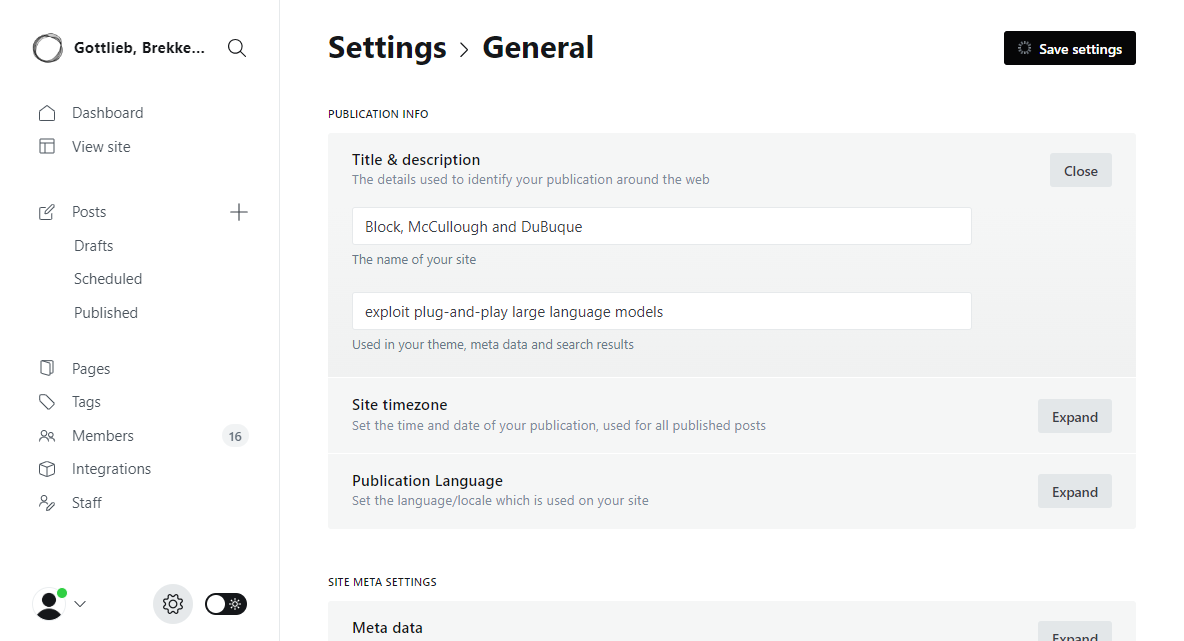 Gottlieb, Brekke...
Dashboard
View site
Posts
Drafts
Scheduled
Published
Pages
Tags
Members 16
Integrations
Staff
Settings > General
Save settings
PUBLICATION INFO
Title & description
The details used to identify your publication around the web
Close
Block, McCullough and DuBuque
The name of your site
exploit plug-and-play large language models
Used in your theme, meta data and search results
Site timezone
Set the time and date of your publication, used for all published posts
Expand
Publication Language
Set the language/locale which is used on your site
Expand
SITE META SETTINGS
Meta data
Expand